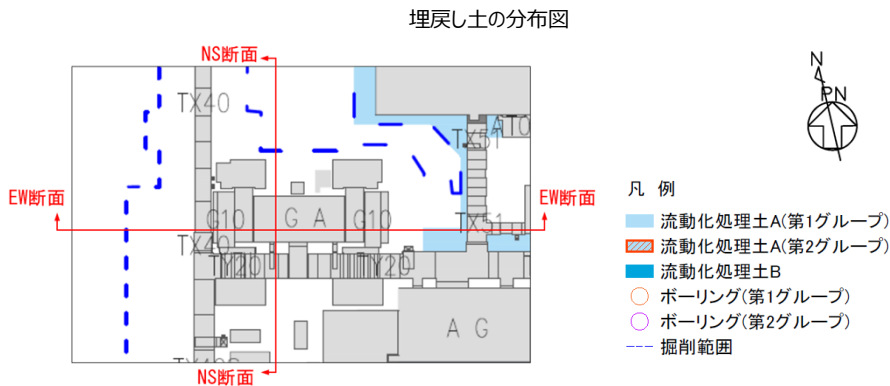 埋戻し土の分布図
NS断面
N
PN
TX40
TX51
A10
EW断面
EW断面
G10
G A
G10
TX51
TX40
TY20
TY20
A G
NS断面
凡 例
流動化処理土A(第1グループ)
流動化処理土A(第2グループ)
流動化処理土B
ボーリング(第1グループ)
ボーリング(第2グループ)
掘削範囲